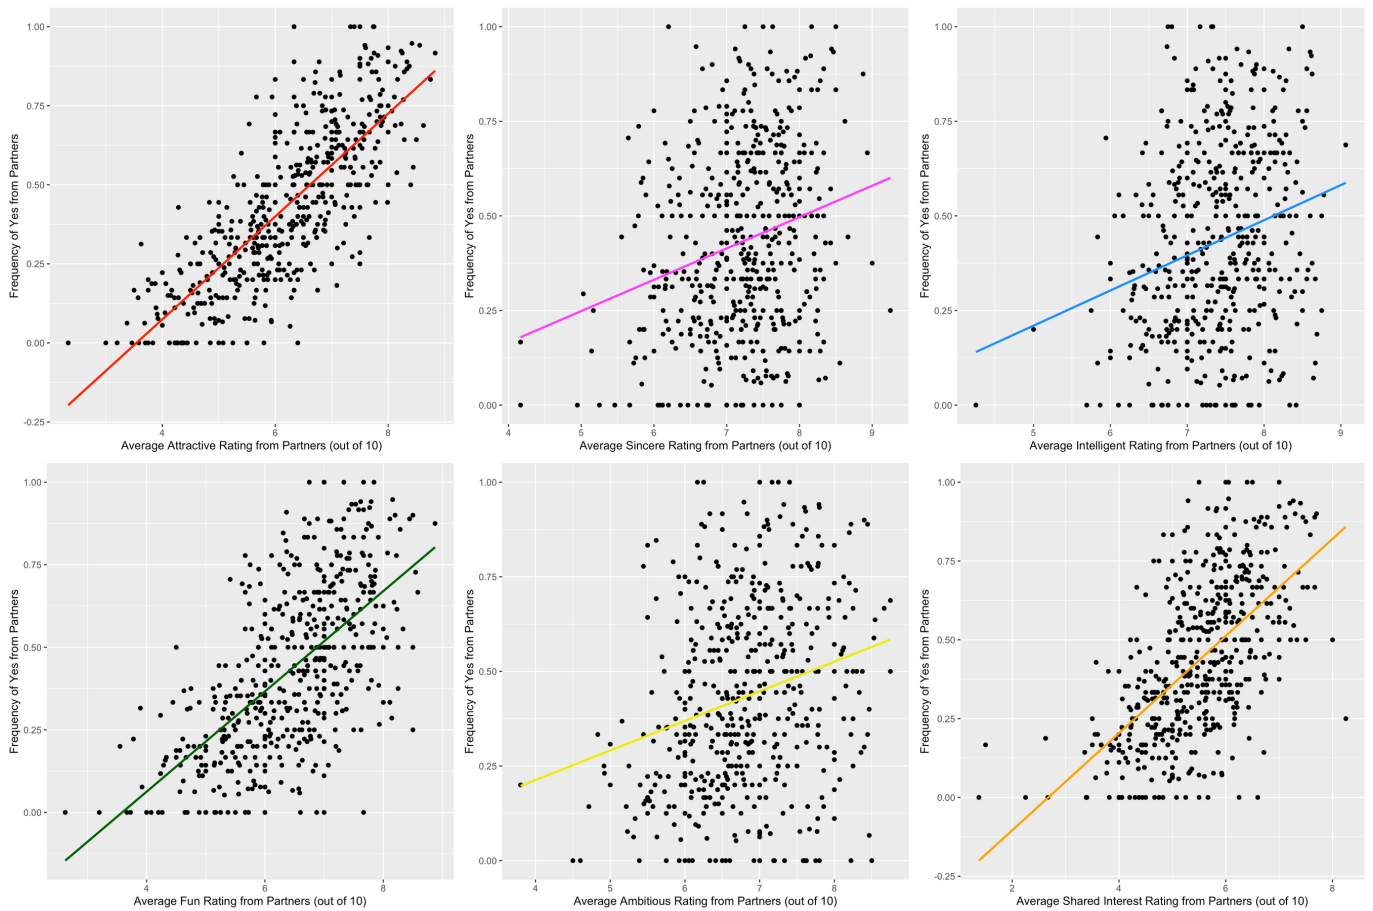 1.00
0.75
0.50
0.25
0.00
-0.25
Frequency of Yes from Partners
4 6 8
Average Attractive Rating from Partners (out of 10)
1.00
0.75
0.50
0.25
0.00
Frequency of Yes from Partners
4 5 6 7 8 9
Average Sincere Rating from Partners (out of 10)
1.00
0.75
0.50
0.25
0.00
Frequency of Yes from Partners
5 6 7 8 9
Average Intelligent Rating from Partners (out of 10)
1.00
0.75
0.50
0.25
0.00
Frequency of Yes from Partners
4 6 8
Average Fun Rating from Partners (out of 10)
1.00
0.75
0.50
0.25
0.00
Frequency of Yes from Partners
4 5 6 7 8
Average Ambitious Rating from Partners (out of 10)
1.00
0.75
0.50
0.25
0.00
-0.25
Frequency of Yes from Partners
2 4 6 8
Average Shared Interest Rating from Partners (out of 10)